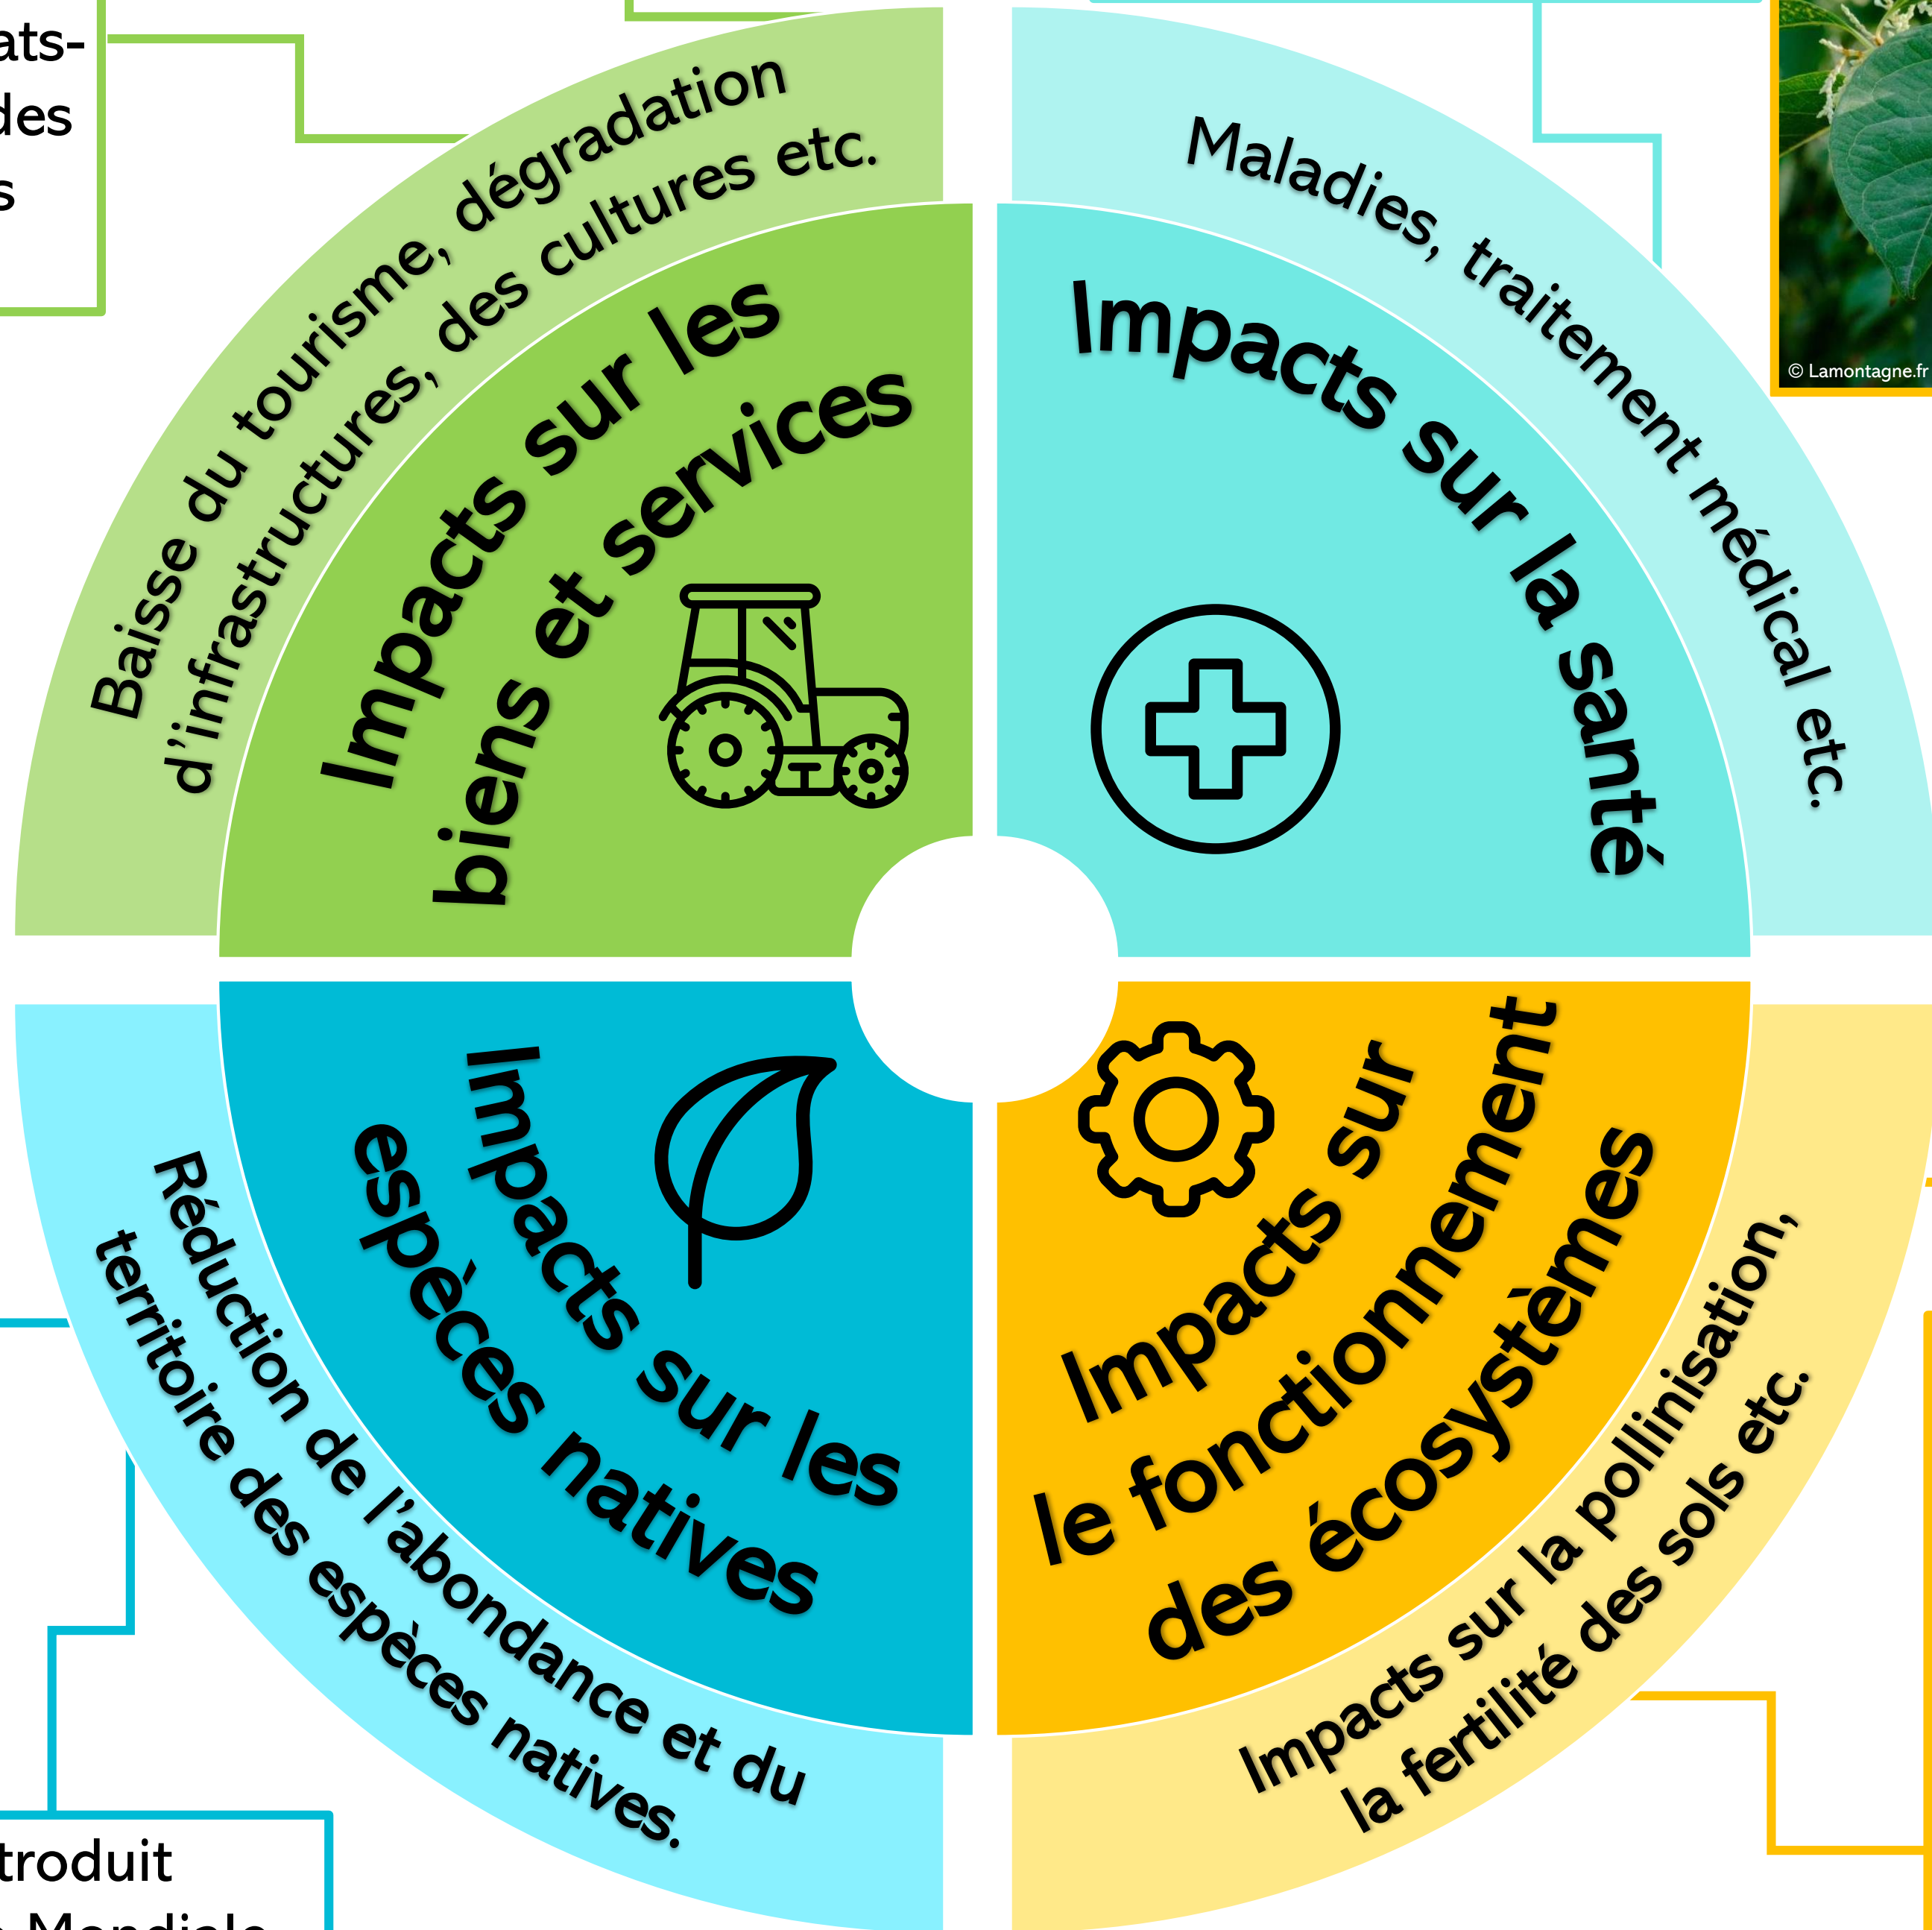 des
Baisse du tourisme, dégradation
d'infrastructures, des cultures etc.
Impacts sur les
biens et services
Maladies, traitement médical etc.
Impacts sur la santé
© Lamontagne.fr
Impacts sur les
espèces natives
Réduction de l'abondance et du
territoire des espèces natives.
Impacts sur
le fonctionnement
des écosystèmes
Impacts sur la pollinisation,
la fertilité des sols etc.
troduit
Mondiale